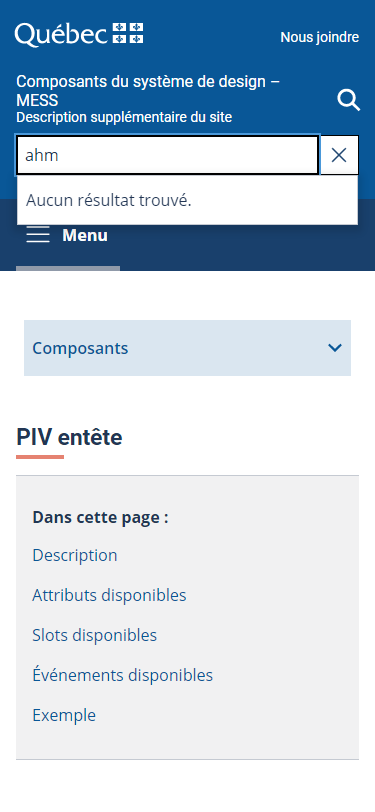 Québec
Nous joindre
Composants du système de design –
MESS
Description supplémentaire du site
ahm
Aucun résultat trouvé.
Menu
Composants
PIV entête
Dans cette page :
Description
Attributs disponibles
Slots disponibles
Événements disponibles
Exemple